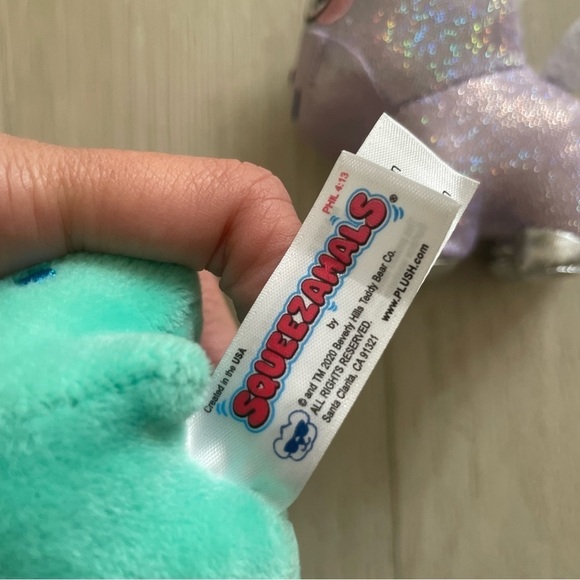 PHIL 4:13
SQUEEZAMALS®
by
Created in the USA
© and TM 2020 Beverly Hills Teddy Bear Co.
ALL RIGHTS RESERVED.
Santa Clarita, CA 91321
www.PLUSH.com